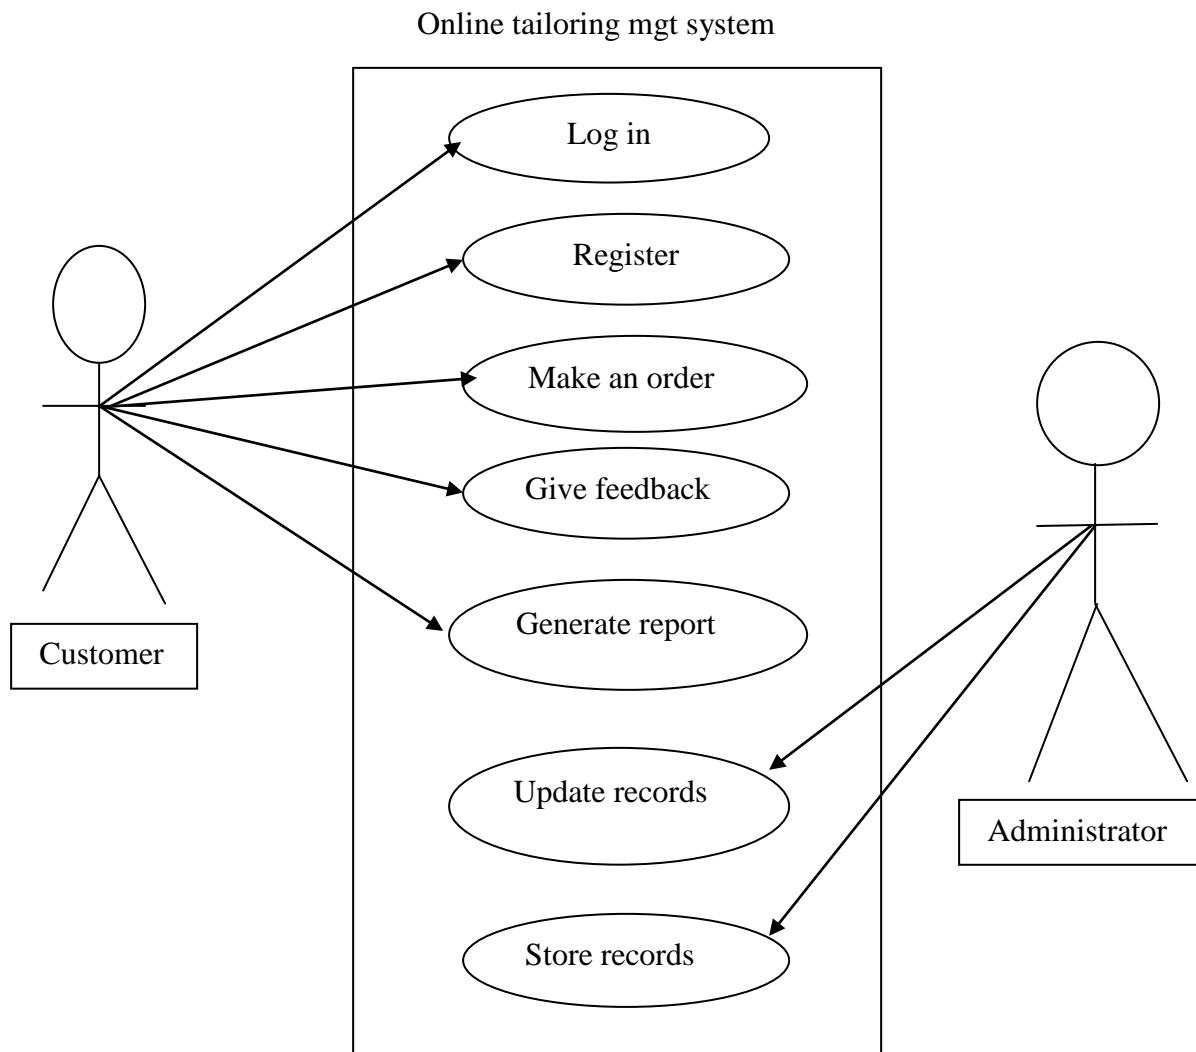 Online tailoring mgt system
Log in
Register
Make an order
Give feedback
Generate report
Customer
Update records
Administrator
Store records